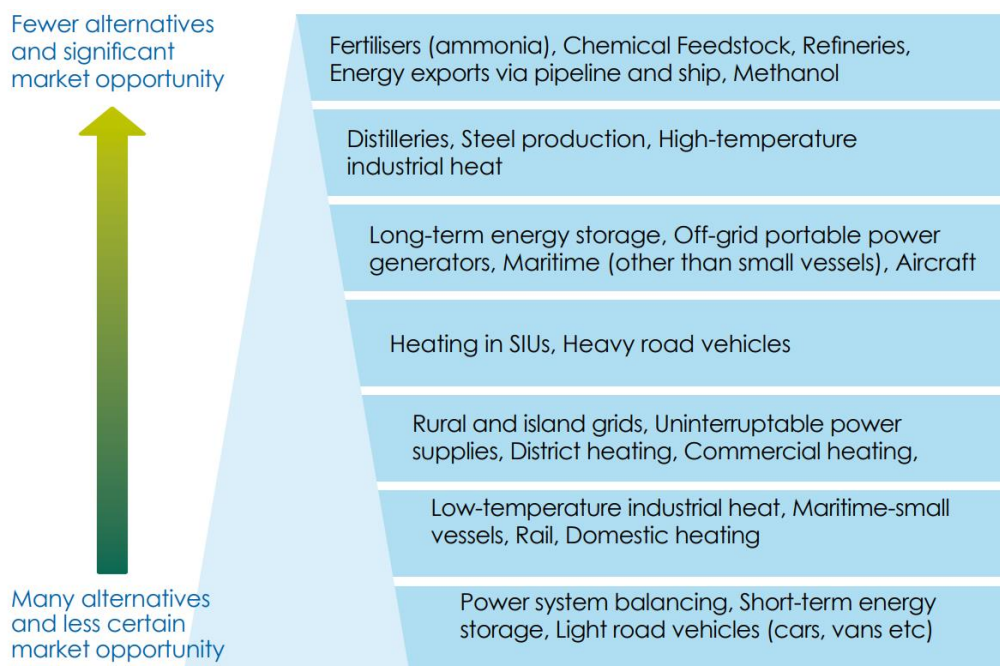 Fewer alternatives
and significant
market opportunity
Fertilisers (ammonia), Chemical Feedstock, Refineries,
Energy exports via pipeline and ship, Methanol
Distilleries, Steel production, High-temperature
industrial heat
Long-term energy storage, Off-grid portable power
generators, Maritime (other than small vessels), Aircraft
Heating in SIUs, Heavy road vehicles
Rural and island grids, Uninterruptable power
supplies, District heating, Commercial heating,
Low-temperature industrial heat, Maritime-small
vessels, Rail, Domestic heating
Many alternatives
and less certain
market opportunity
Power system balancing, Short-term energy
storage, Light road vehicles (cars, vans etc)